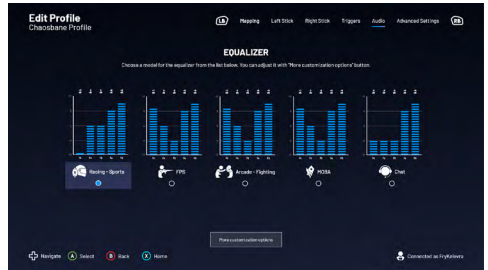 Edit Profile
Chaosbane Profile
LB Mapping Left Stick Right Stick Triggers Audio Advanced Settings RB
EQUALIZER
Choose a model for the equalizer from the list below. You can adjust it with "More customization options" button.
Racing - Sports FPS Arcade - Fighting MOBA Chat
More customization options
Navigate A Select B Back X Home
Connected as FryKelevra